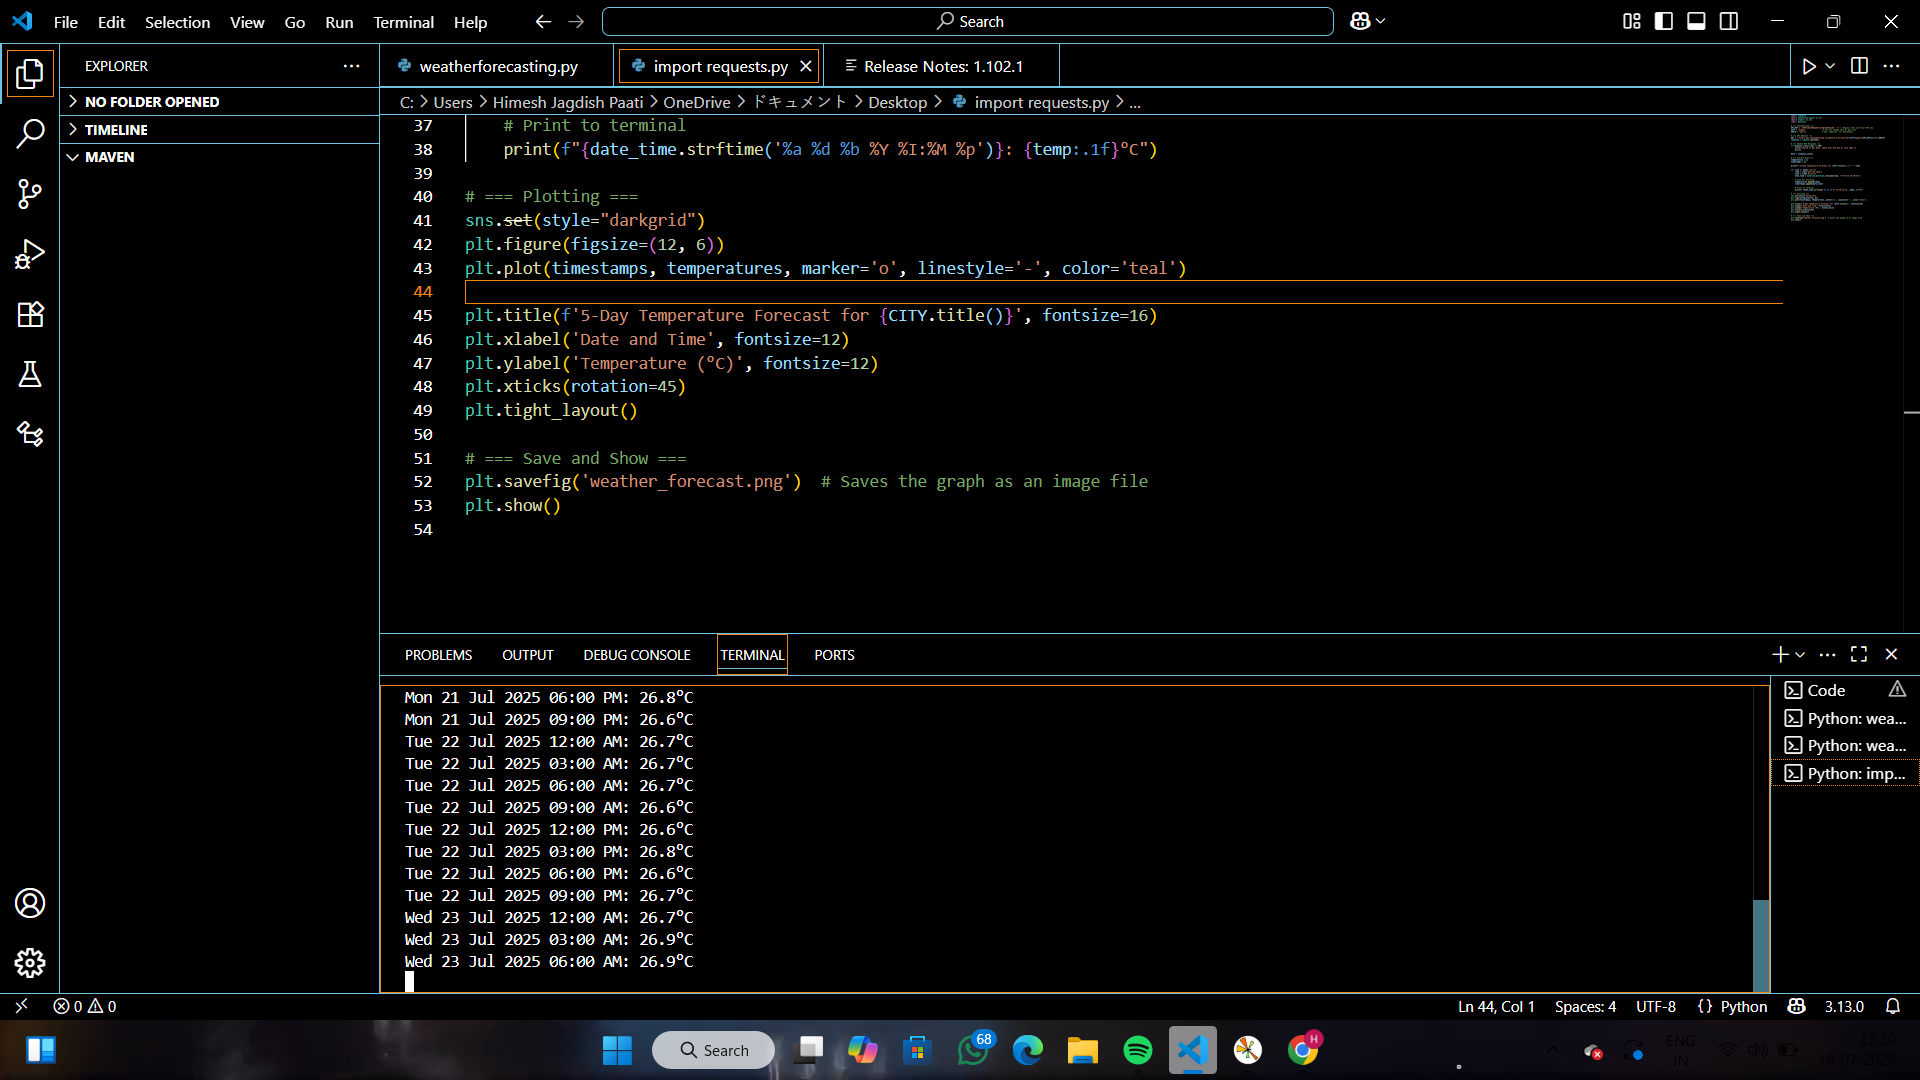 File Edit Selection View Go Run Terminal Help
Search
EXPLORER
NO FOLDER OPENED
TIMELINE
MAVEN
weatherforecasting.py
import requests.py
Release Notes: 1.102.1
C: > Users > Himesh Jagdish Paati > OneDrive > ドキュメント > Desktop > import requests.py > ...
37 # Print to terminal
38 print(f"{date_time.strftime('%a %d %b %Y %I:%M %p')}: {temp:.1f}°C")
39
40 # === Plotting ===
41 sns.set(style="darkgrid")
42 plt.figure(figsize=(12, 6))
43 plt.plot(timestamps, temperatures, marker='o', linestyle='-', color='teal')
44
45 plt.title(f'5-Day Temperature Forecast for {CITY.title()}', fontsize=16)
46 plt.xlabel('Date and Time', fontsize=12)
47 plt.ylabel('Temperature (°C)', fontsize=12)
48 plt.xticks(rotation=45)
49 plt.tight_layout()
50
51 # === Save and Show ===
52 plt.savefig('weather_forecast.png')  # Saves the graph as an image file
53 plt.show()
54
PROBLEMS OUTPUT DEBUG CONSOLE TERMINAL PORTS
Mon 21 Jul 2025 06:00 PM: 26.8°C
Mon 21 Jul 2025 09:00 PM: 26.6°C
Tue 22 Jul 2025 12:00 AM: 26.7°C
Tue 22 Jul 2025 03:00 AM: 26.7°C
Tue 22 Jul 2025 06:00 AM: 26.7°C
Tue 22 Jul 2025 09:00 AM: 26.6°C
Tue 22 Jul 2025 12:00 PM: 26.6°C
Tue 22 Jul 2025 03:00 PM: 26.8°C
Tue 22 Jul 2025 06:00 PM: 26.6°C
Tue 22 Jul 2025 09:00 PM: 26.7°C
Wed 23 Jul 2025 12:00 AM: 26.7°C
Wed 23 Jul 2025 03:00 AM: 26.9°C
Wed 23 Jul 2025 06:00 AM: 26.9°C
Code
Python: wea...
Python: wea...
Python: imp...
0 0
Ln 44, Col 1 Spaces: 4 UTF-8 {} Python 3.13.0
Search
68
H
ENG
IN
13:50
18-07-2025